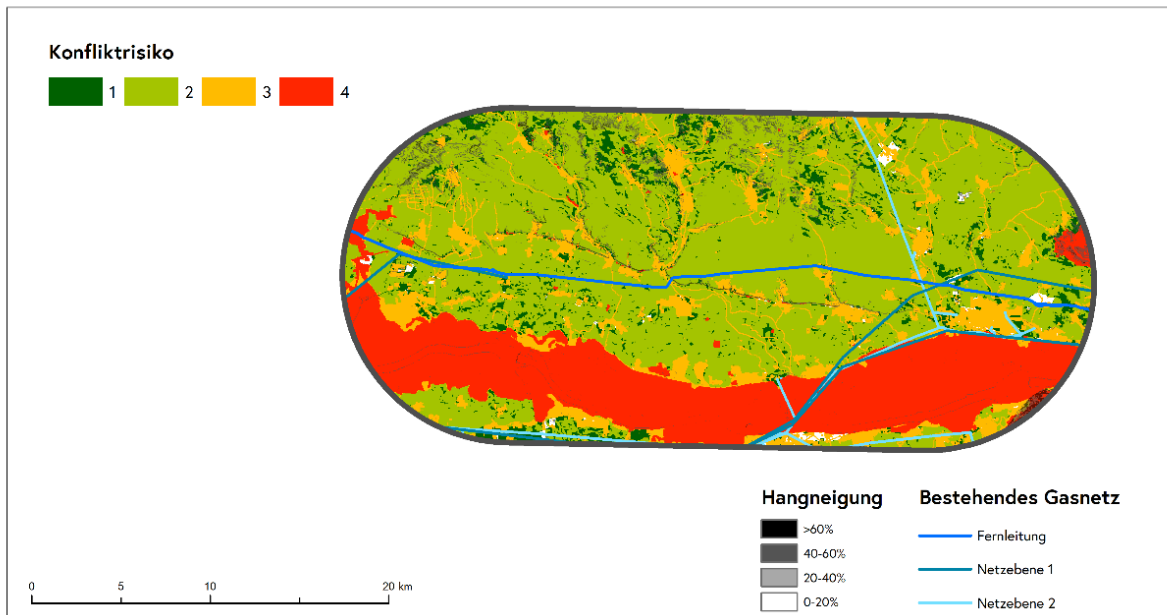 Konfliktrisiko
1 2 3 4
Hangneigung
>60%
40-60%
20-40%
0-20%
Bestehendes Gasnetz
Fernleitung
Netzebene 1
Netzebene 2
0 5 10 20 km